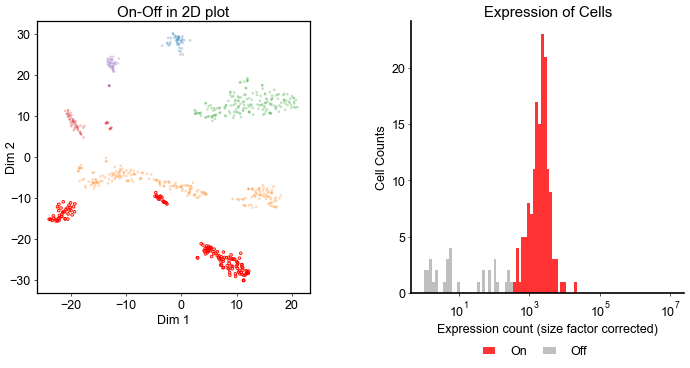 On-Off in 2D plot
30
20
10
0
−10
−20
−30
Dim 2
−20 −10 0 10 20
Dim 1
Expression of Cells
20
15
10
5
0
Cell Counts
10^1 10^3 10^5 10^7
Expression count (size factor corrected)
On Off